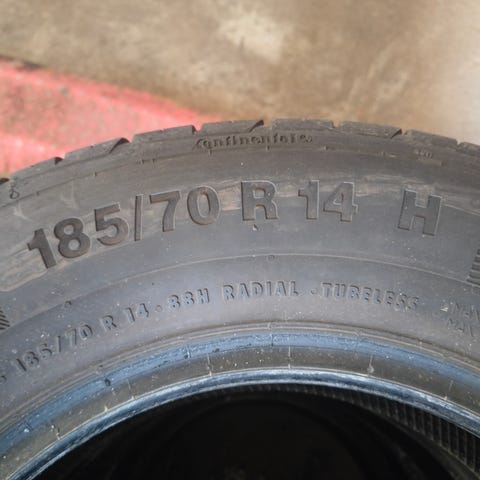 Continental
185/70 R 14 H
185/70 R 14 - 88H RADIAL - TUBELESS